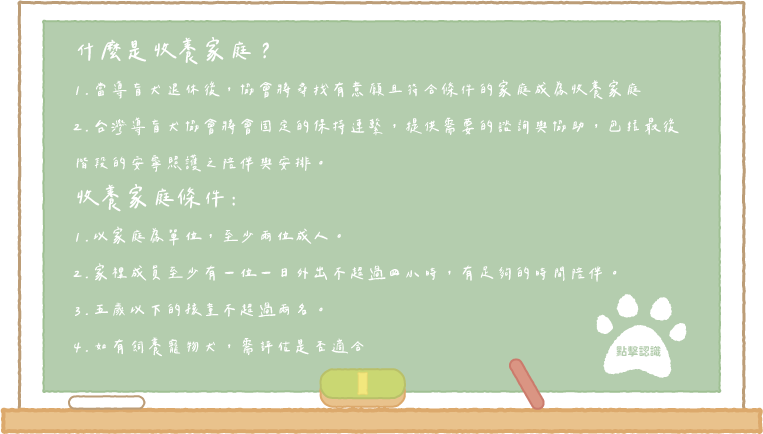 什麼是收養家庭？
1.當導盲犬退休後，協會將尋找有意願且符合條件的家庭成為收養家庭
2.台灣導盲犬協會將會固定的保持連繫，提供需要的諮詢與協助，包括最後
階段的安寧照護之陪伴與安排。
收養家庭條件：
1.以家庭為單位，至少兩位成人。
2.家裡成員至少有一位一日外出不超過四小時，有足夠的時間陪伴。
3.五歲以下的孩童不超過兩名。
4.如有飼養寵物犬，需評估是否適合
點擊認識